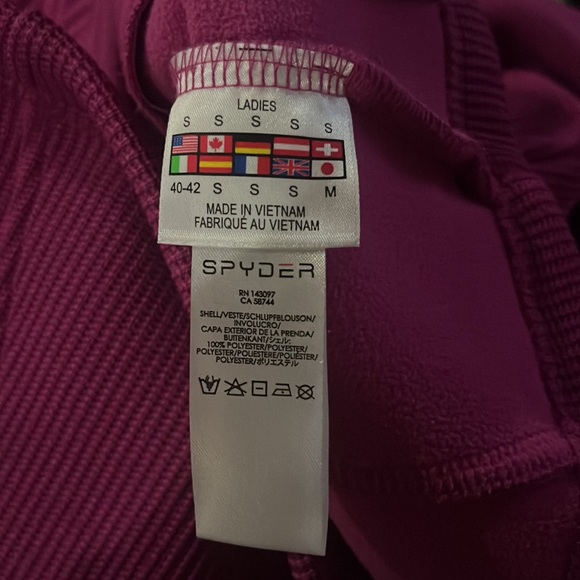 LADIES
S S S S S
40-42 S S S M
MADE IN VIETNAM
FABRIQUÉ AU VIETNAM
SPYDER
RN 143097
CA 58744
SHELL/VESTE/SCHLUPFBLOUSON/
INVOLUCRO/
CAPA EXTERIOR DE LA PRENDA/
BUITENKANT/シェル:
100% POLYESTER/POLYESTER/
POLYESTER/POLIESTERE/POLIÉSTER/
POLYESTER/ポリエステル